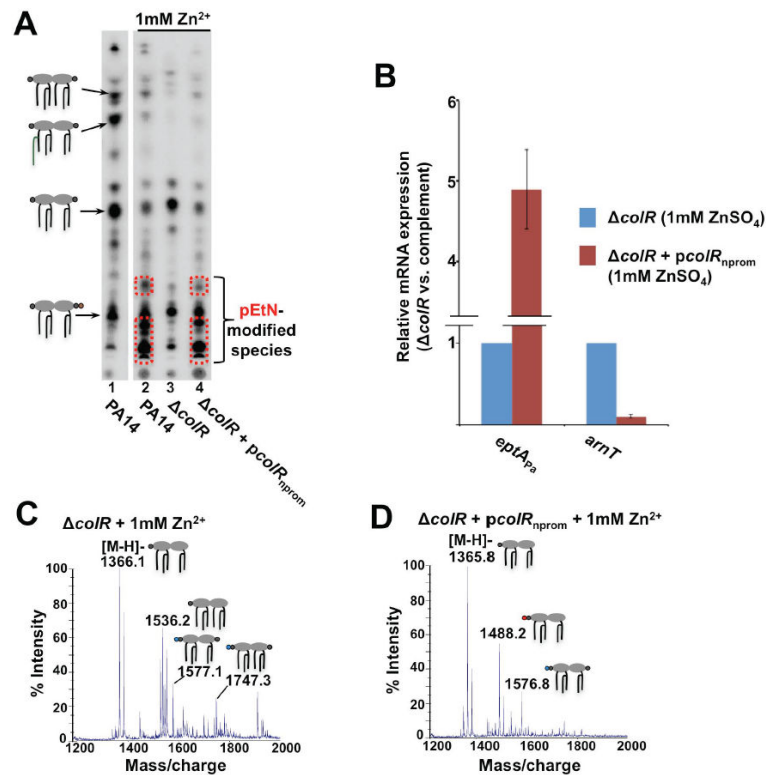 A
1mM Zn²⁺
pEtN-
modified
species
1 2 3 4
PA14
PA14
ΔcolR
ΔcolR + pcolRnprom
B
Relative mRNA expression
(ΔcolR vs. complement)
6
5
4
1
eptAPa
arnT
ΔcolR (1mM ZnSO₄)
ΔcolR + pcolRnprom
(1mM ZnSO₄)
C
ΔcolR + 1mM Zn²⁺
[M-H]-
1366.1
1536.2
1577.1
1747.3
% Intensity
100
80
60
40
20
0
1200 1400 1600 1800 2000
Mass/charge
D
ΔcolR + pcolRnprom + 1mM Zn²⁺
[M-H]-
1365.8
1488.2
1576.8
% Intensity
100
80
60
40
20
0
1200 1400 1600 1800 2000
Mass/charge